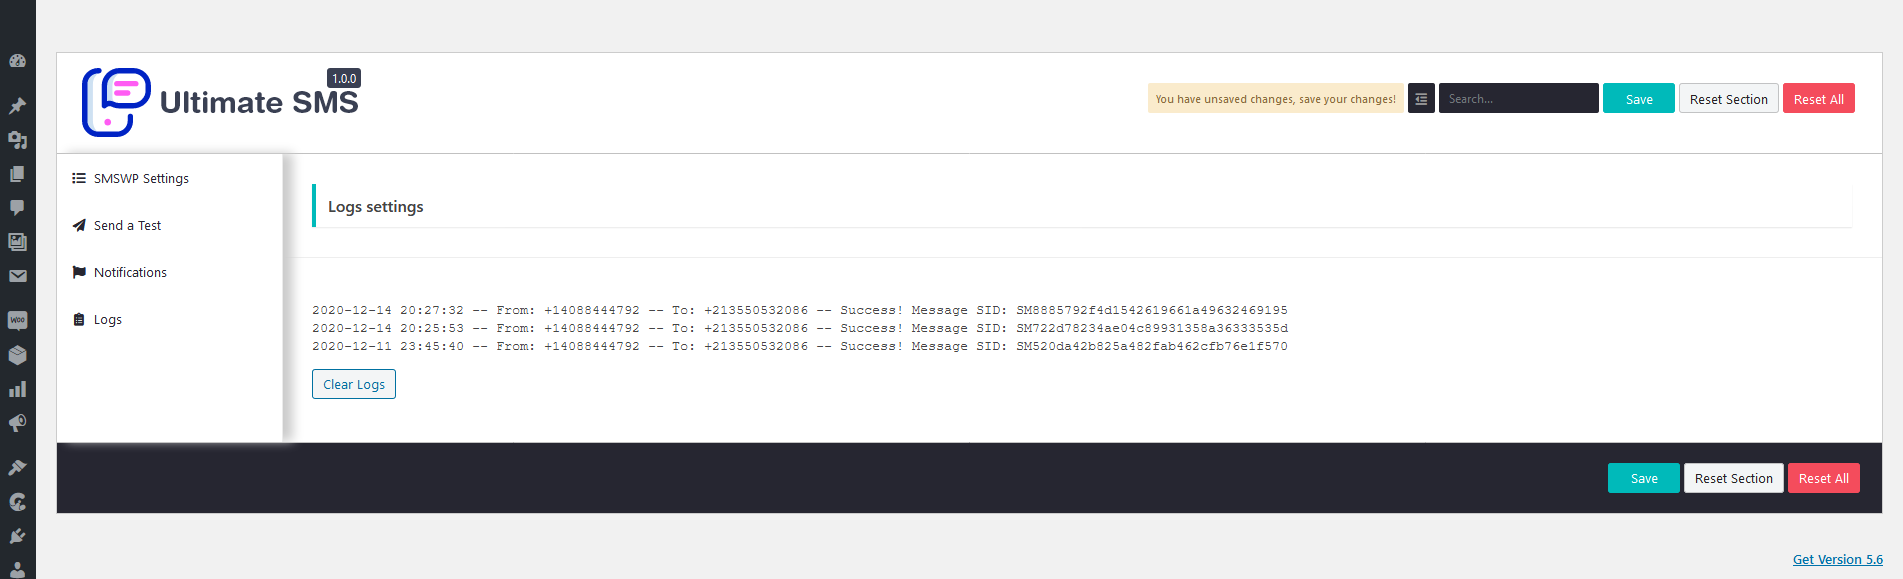 1.0.0
Ultimate SMS
You have unsaved changes, save your changes!
Search...
Save
Reset Section
Reset All
SMSWP Settings
Send a Test
Notifications
Logs
Logs settings
2020-12-14 20:27:32 -- From: +14088444792 -- To: +213550532086 -- Success! Message SID: SM8885792f4d1542619661a49632469195
2020-12-14 20:25:53 -- From: +14088444792 -- To: +213550532086 -- Success! Message SID: SM722d78234ae04c89931358a36333535d
2020-12-11 23:45:40 -- From: +14088444792 -- To: +213550532086 -- Success! Message SID: SM520da42b825a482fab462cfb76e1f570
Clear Logs
Save
Reset Section
Reset All
Woo
Get Version 5.6